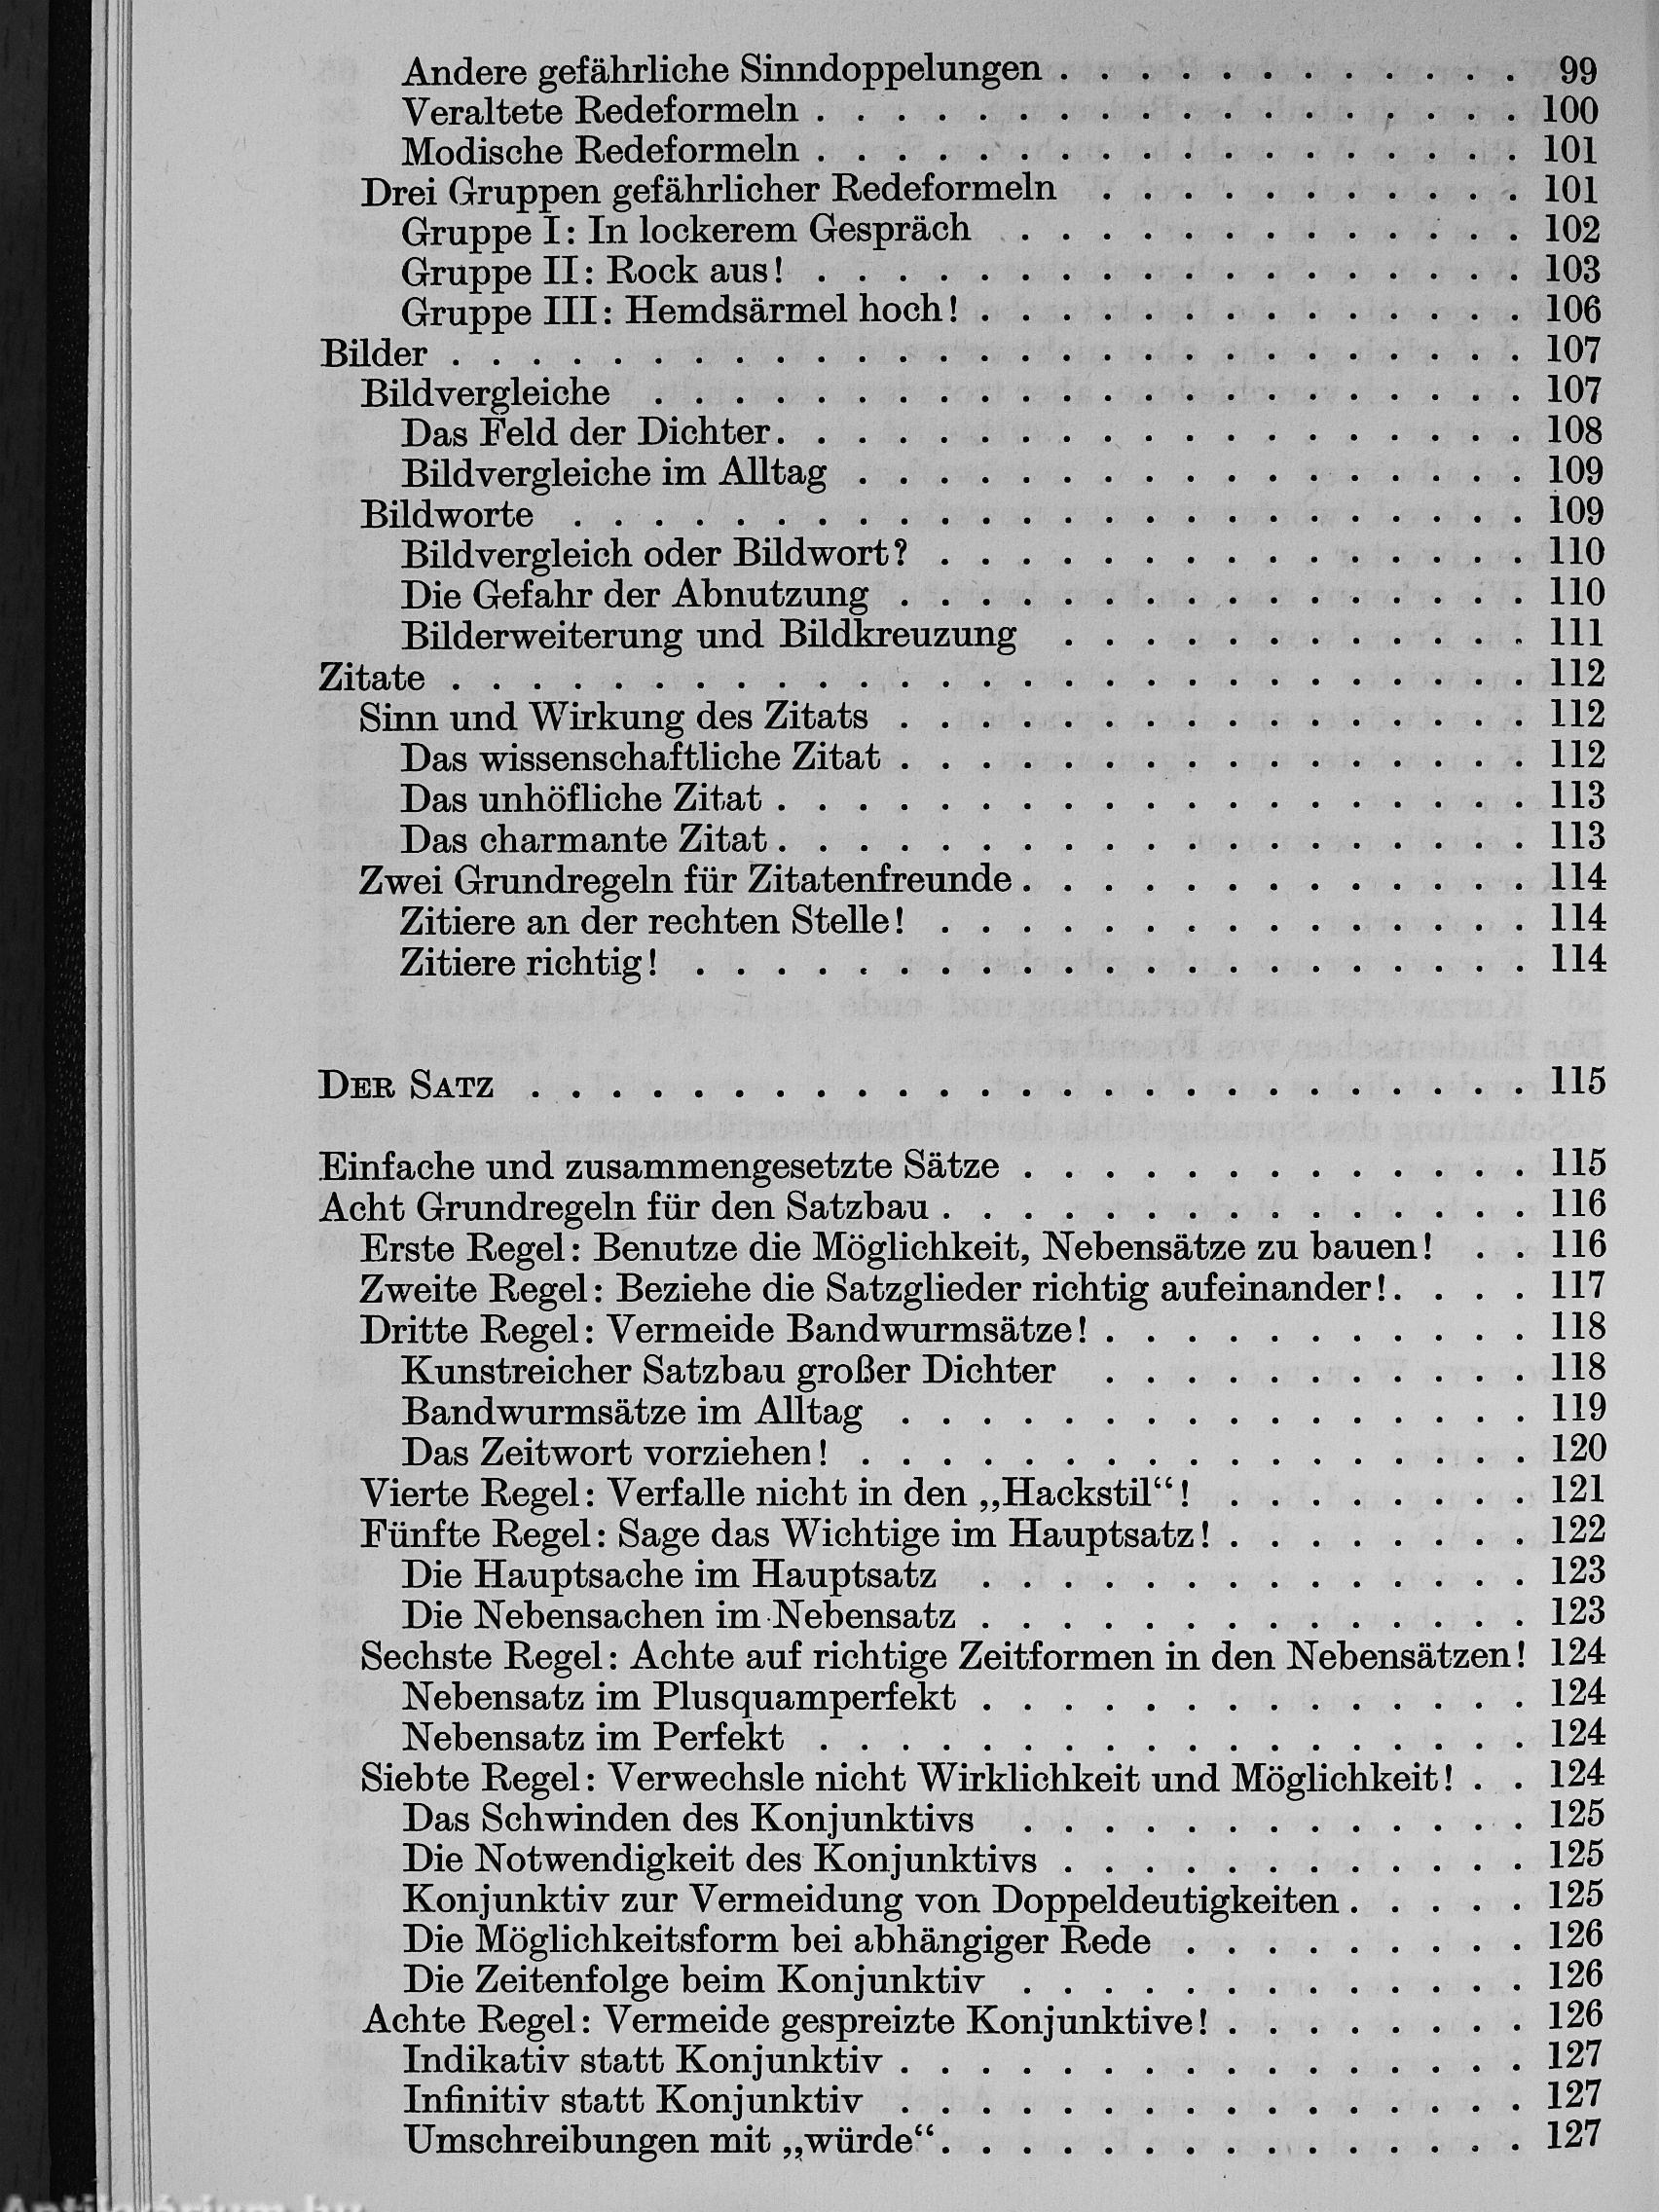 Andere gefährliche Sinndoppelungen . . . . . . . . . . . . 99
Veraltete Redeformeln . . . . . . . . . . . . . . . . . . 100
Modische Redeformeln . . . . . . . . . . . . . . . . . . 101
Drei Gruppen gefährlicher Redeformeln . . . . . . . . . . . 101
Gruppe I: In lockerem Gespräch . . . . . . . . . . . . . 102
Gruppe II: Rock aus! . . . . . . . . . . . . . . . . . . 103
Gruppe III: Hemdsärmel hoch! . . . . . . . . . . . . . . 106
Bilder . . . . . . . . . . . . . . . . . . . . . . . . . . . 107
Bildvergleiche . . . . . . . . . . . . . . . . . . . . . . 107
Das Feld der Dichter. . . . . . . . . . . . . . . . . . . 108
Bildvergleiche im Alltag . . . . . . . . . . . . . . . . . 109
Bildworte . . . . . . . . . . . . . . . . . . . . . . . . 109
Bildvergleich oder Bildwort? . . . . . . . . . . . . . . . 110
Die Gefahr der Abnutzung . . . . . . . . . . . . . . . . 110
Bilderweiterung und Bildkreuzung . . . . . . . . . . . . 111
Zitate . . . . . . . . . . . . . . . . . . . . . . . . . . . 112
Sinn und Wirkung des Zitats . . . . . . . . . . . . . . . . 112
Das wissenschaftliche Zitat . . . . . . . . . . . . . . . . 112
Das unhöfliche Zitat . . . . . . . . . . . . . . . . . . . 113
Das charmante Zitat . . . . . . . . . . . . . . . . . . . 113
Zwei Grundregeln für Zitatenfreunde . . . . . . . . . . . . . 114
Zitiere an der rechten Stelle! . . . . . . . . . . . . . . . 114
Zitiere richtig! . . . . . . . . . . . . . . . . . . . . . 114
DER SATZ . . . . . . . . . . . . . . . . . . . . . . . . . 115
Einfache und zusammengesetzte Sätze . . . . . . . . . . . . . 115
Acht Grundregeln für den Satzbau . . . . . . . . . . . . . . . 116
Erste Regel: Benutze die Möglichkeit, Nebensätze zu bauen! . . 116
Zweite Regel: Beziehe die Satzglieder richtig aufeinander! . . . . 117
Dritte Regel: Vermeide Bandwurmsätze! . . . . . . . . . . . 118
Kunstreicher Satzbau großer Dichter . . . . . . . . . . . 118
Bandwurmsätze im Alltag . . . . . . . . . . . . . . . . 119
Das Zeitwort vorziehen! . . . . . . . . . . . . . . . . . 120
Vierte Regel: Verfalle nicht in den „Hackstil“! . . . . . . . . . 121
Fünfte Regel: Sage das Wichtige im Hauptsatz! . . . . . . . . 122
Die Hauptsache im Hauptsatz . . . . . . . . . . . . . . 123
Die Nebensachen im Nebensatz . . . . . . . . . . . . . . 123
Sechste Regel: Achte auf richtige Zeitformen in den Nebensätzen! 124
Nebensatz im Plusquamperfekt . . . . . . . . . . . . . . 124
Nebensatz im Perfekt . . . . . . . . . . . . . . . . . . 124
Siebte Regel: Verwechsle nicht Wirklichkeit und Möglichkeit! . . 124
Das Schwinden des Konjunktivs . . . . . . . . . . . . . 125
Die Notwendigkeit des Konjunktivs . . . . . . . . . . . . 125
Konjunktiv zur Vermeidung von Doppeldeutigkeiten . . . . . 125
Die Möglichkeitsform bei abhängiger Rede . . . . . . . . . 126
Die Zeitenfolge beim Konjunktiv . . . . . . . . . . . . . 126
Achte Regel: Vermeide gespreizte Konjunktive! . . . . . . . . 126
Indikativ statt Konjunktiv . . . . . . . . . . . . . . . . 127
Infinitiv statt Konjunktiv . . . . . . . . . . . . . . . . 127
Umschreibungen mit „würde“. . . . . . . . . . . . . . . 127